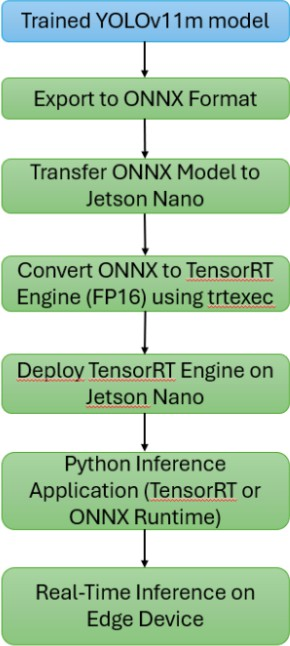 Trained YOLOv11m model
Export to ONNX Format
Transfer ONNX Model to
Jetson Nano
Convert ONNX to TensorRT
Engine (FP16) using trtexec
Deploy TensorRT Engine on
Jetson Nano
Python Inference
Application (TensorRT or
ONNX Runtime)
Real-Time Inference on
Edge Device